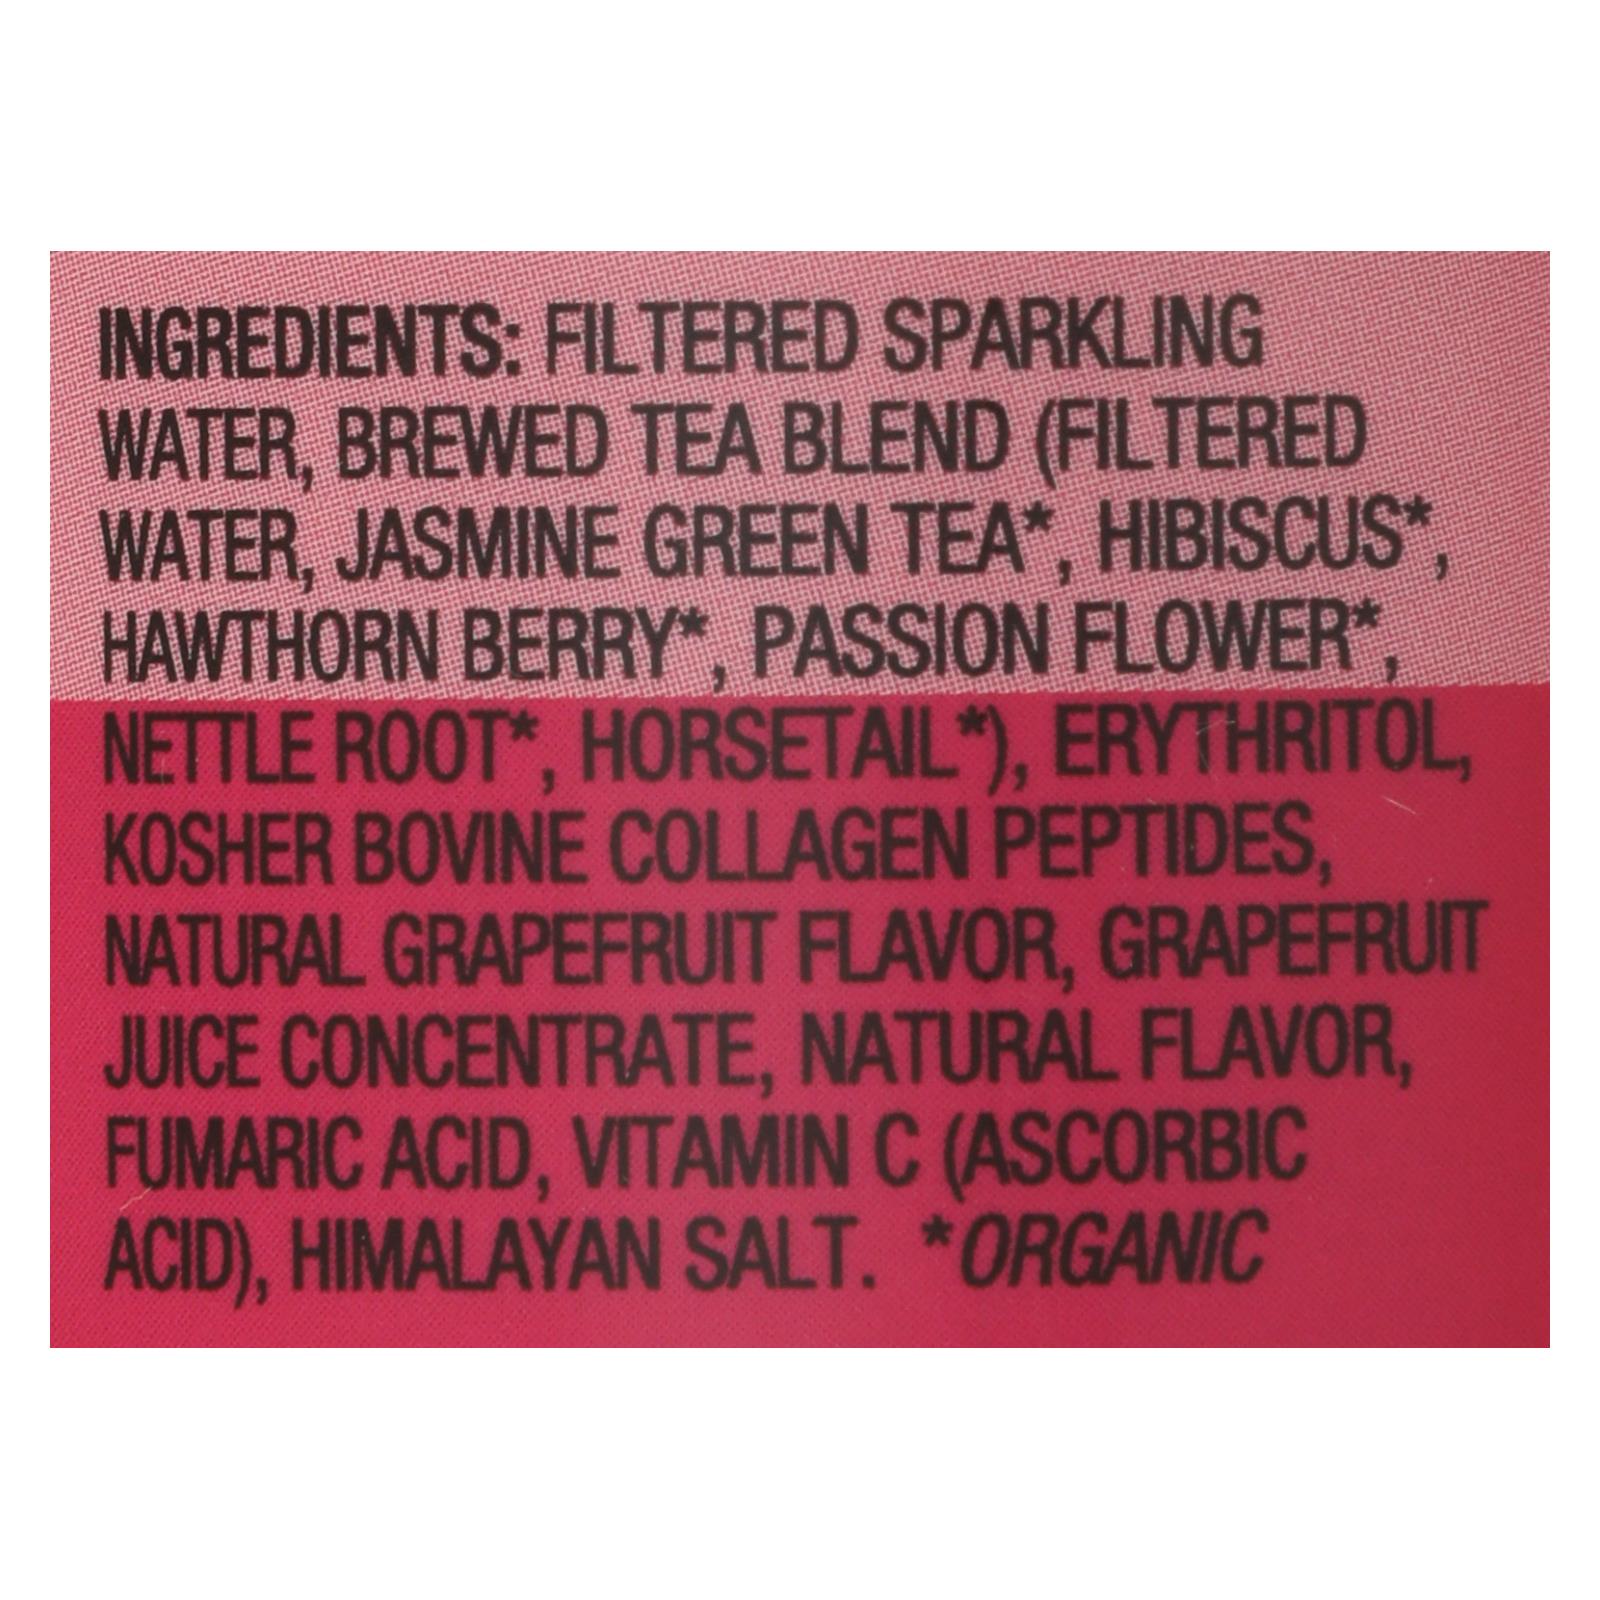 INGREDIENTS: FILTERED SPARKLING
WATER, BREWED TEA BLEND (FILTERED
WATER, JASMINE GREEN TEA*, HIBISCUS*,
HAWTHORN BERRY*, PASSION FLOWER*,
NETTLE ROOT*, HORSETAIL*), ERYTHRITOL,
KOSHER BOVINE COLLAGEN PEPTIDES,
NATURAL GRAPEFRUIT FLAVOR, GRAPEFRUIT
JUICE CONCENTRATE, NATURAL FLAVOR,
FUMARIC ACID, VITAMIN C (ASCORBIC
ACID), HIMALAYAN SALT. *ORGANIC